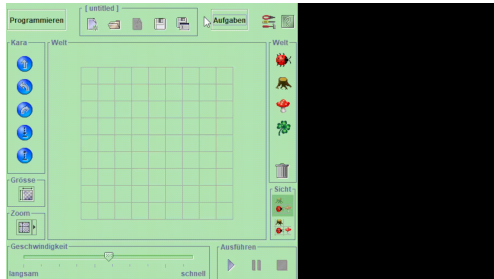 [ untitled ]
Programmieren
Aufgaben
Kara
Welt
Welt
Grösse
Sicht
Zoom
Geschwindigkeit
Ausführen
langsam
schnell